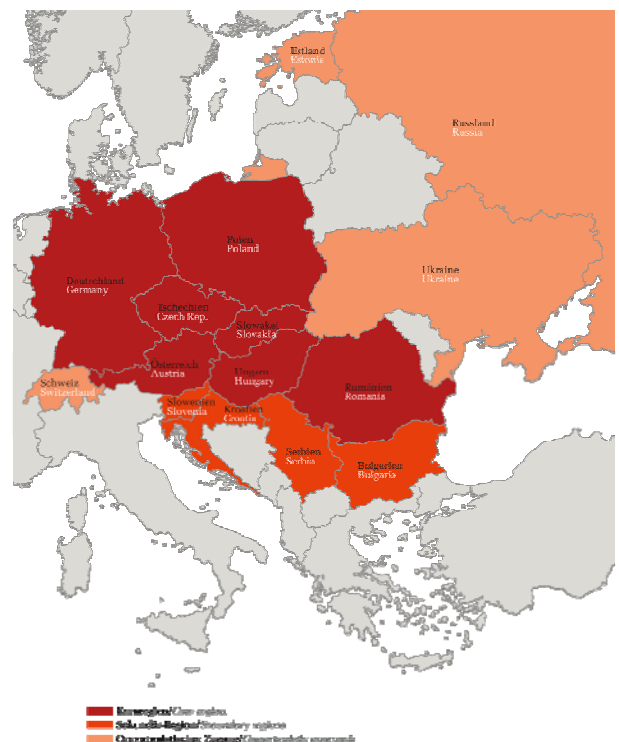 Estland
Estonia
Russland
Russia
Polen
Poland
Ukraine
Ukraine
Deutschland
Germany
Tschechien
Czech Rep.
Slowakei
Slovakia
Österreich
Austria
Ungarn
Hungary
Schweiz
Switzerland
Rumänien
Romania
Slowenien
Slovenia
Kroatien
Croatia
Serbien
Serbia
Bulgarien
Bulgaria
Kernregion/Core region
Sekundär-Region/Secondary regions